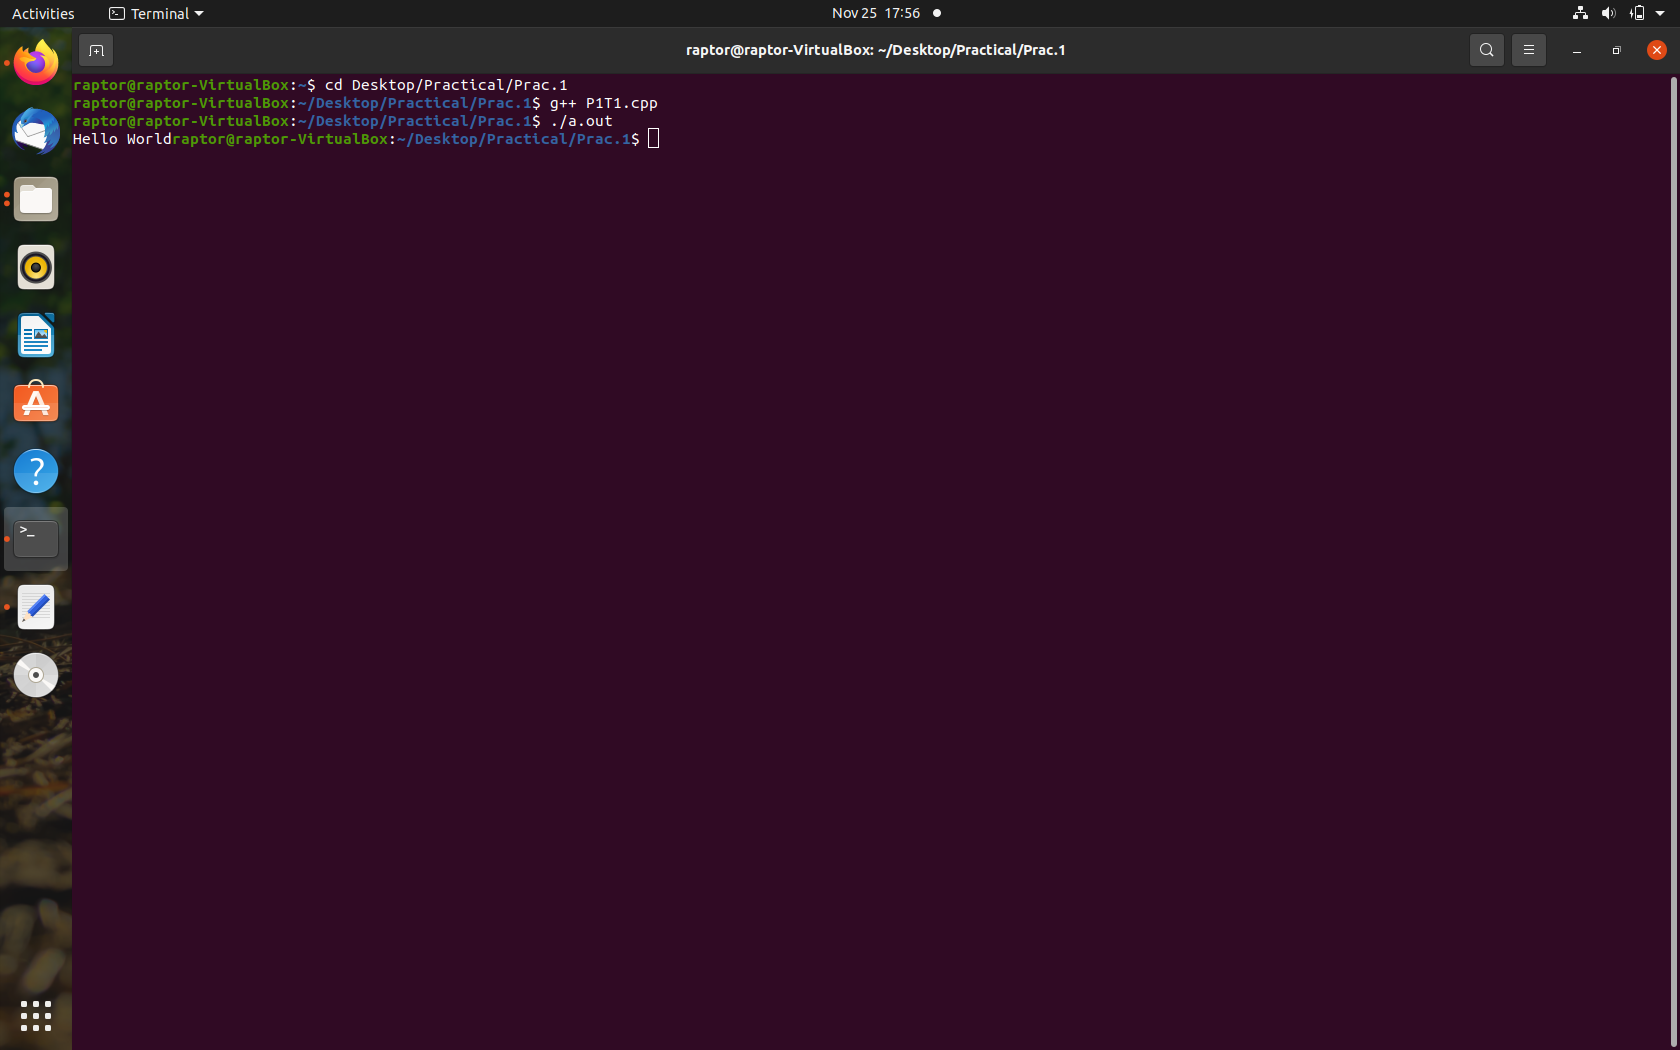 Activities Terminal Nov 25 17:56
raptor@raptor-VirtualBox: ~/Desktop/Practical/Prac.1
raptor@raptor-VirtualBox:~$ cd Desktop/Practical/Prac.1
raptor@raptor-VirtualBox:~/Desktop/Practical/Prac.1$ g++ P1T1.cpp
raptor@raptor-VirtualBox:~/Desktop/Practical/Prac.1$ ./a.out
Hello Worldraptor@raptor-VirtualBox:~/Desktop/Practical/Prac.1$